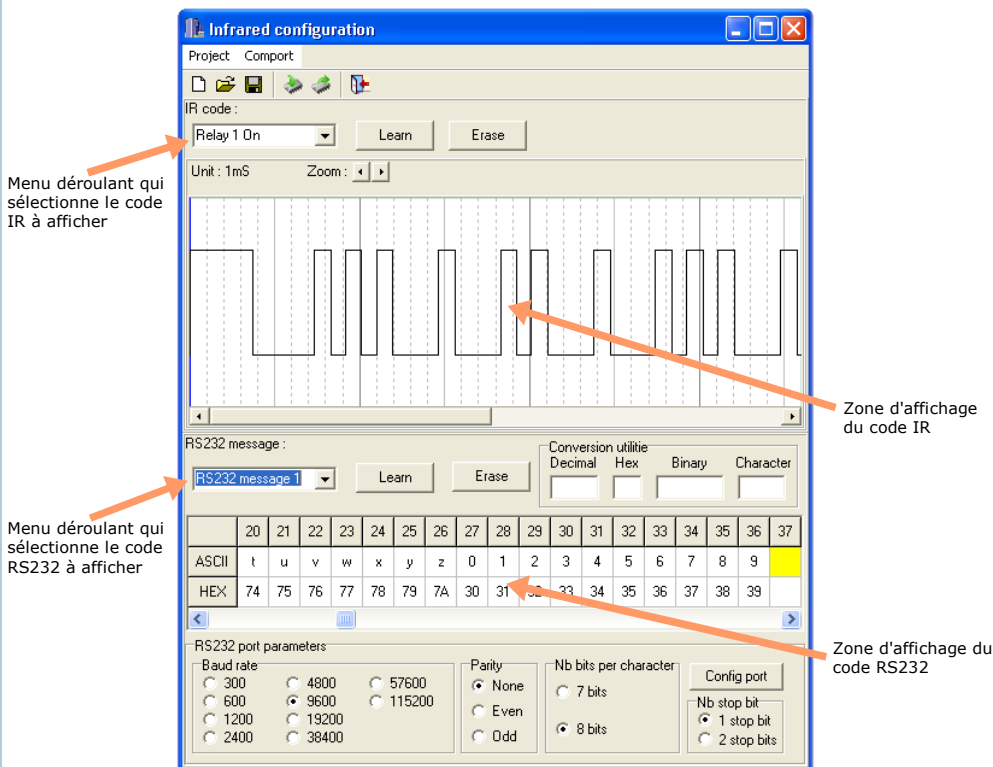 Infrared configuration
Project Comport
IR code :
Relay 1 On
Learn
Erase
Unit : 1mS
Zoom :
Menu déroulant qui
sélectionne le code
IR à afficher
Zone d'affichage
du code IR
RS232 message :
RS232 message 1
Learn
Erase
Conversion utilitie
Decimal Hex Binary Character
Menu déroulant qui
sélectionne le code
RS232 à afficher
20 21 22 23 24 25 26 27 28 29 30 31 32 33 34 35 36 37
ASCII t u v w x y z 0 1 2 3 4 5 6 7 8 9
HEX 74 75 76 77 78 79 7A 30 31 32 33 34 35 36 37 38 39
Zone d'affichage du
code RS232
RS232 port parameters
Baud rate
300 4800 57600
600 9600 115200
1200 19200
2400 38400
Parity
None
Even
Odd
Nb bits per character
7 bits
8 bits
Config port
Nb stop bit
1 stop bit
2 stop bits